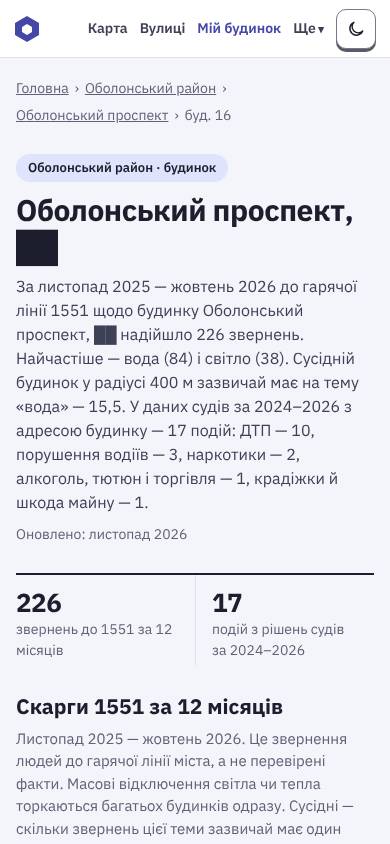 Карта Вулиці Мій будинок Ще ▾
Головна › Оболонський район ›
Оболонський проспект › буд. 16
Оболонський район · будинок
Оболонський проспект,
За листопад 2025 — жовтень 2026 до гарячої
лінії 1551 щодо будинку Оболонський
проспект, ██ надійшло 226 звернень.
Найчастіше — вода (84) і світло (38). Сусідній
будинок у радіусі 400 м зазвичай має на тему
«вода» — 15,5. У даних судів за 2024–2026 з
адресою будинку — 17 подій: ДТП — 10,
порушення водіїв — 3, наркотики — 2,
алкоголь, тютюн і торгівля — 1, крадіжки й
шкода майну — 1.
Оновлено: листопад 2026
226
звернень до 1551 за 12
місяців
17
подій з рішень судів
за 2024–2026
Скарги 1551 за 12 місяців
Листопад 2025 — жовтень 2026. Це звернення
людей до гарячої лінії міста, а не перевірені
факти. Масові відключення світла чи тепла
торкаються багатьох будинків одразу. Сусідні —
скільки звернень цієї теми зазвичай має один